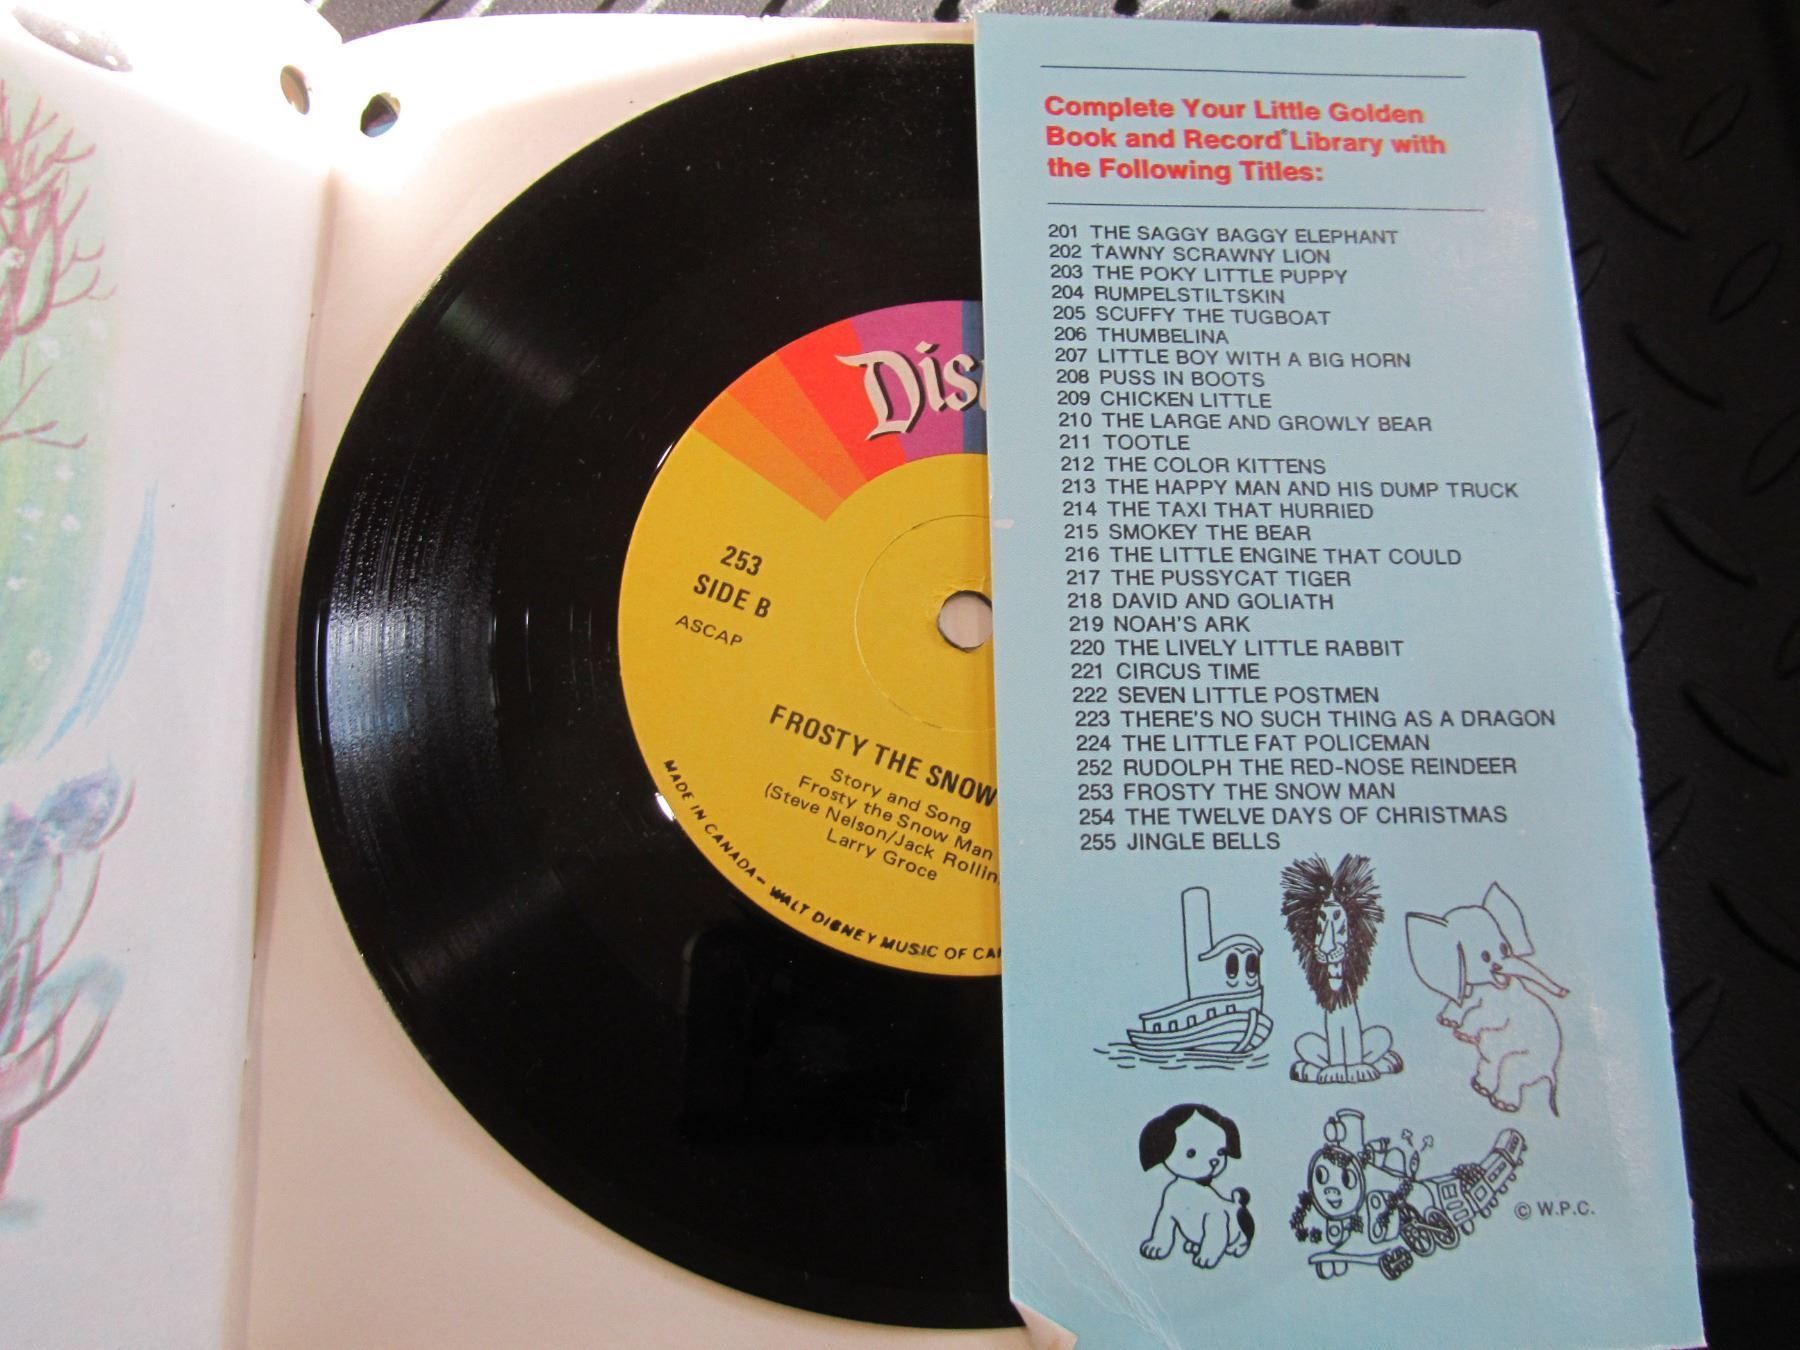 Complete Your Little Golden
Book and Record® Library with
the Following Titles:
201 THE SAGGY BAGGY ELEPHANT
202 TAWNY SCRAWNY LION
203 THE POKY LITTLE PUPPY
204 RUMPELSTILTSKIN
205 SCUFFY THE TUGBOAT
206 THUMBELINA
207 LITTLE BOY WITH A BIG HORN
208 PUSS IN BOOTS
209 CHICKEN LITTLE
210 THE LARGE AND GROWLY BEAR
211 TOOTLE
212 THE COLOR KITTENS
213 THE HAPPY MAN AND HIS DUMP TRUCK
214 THE TAXI THAT HURRIED
215 SMOKEY THE BEAR
216 THE LITTLE ENGINE THAT COULD
217 THE PUSSYCAT TIGER
218 DAVID AND GOLIATH
219 NOAH'S ARK
220 THE LIVELY LITTLE RABBIT
221 CIRCUS TIME
222 SEVEN LITTLE POSTMEN
223 THERE'S NO SUCH THING AS A DRAGON
224 THE LITTLE FAT POLICEMAN
252 RUDOLPH THE RED-NOSE REINDEER
253 FROSTY THE SNOW MAN
254 THE TWELVE DAYS OF CHRISTMAS
255 JINGLE BELLS
© W.P.C.
Dis
253
SIDE B
ASCAP
FROSTY THE SNOW
Story and Song
Frosty the Snow Man
(Steve Nelson/Jack Rollin
Larry Groce
MADE IN CANADA — WALT DISNEY MUSIC OF CA